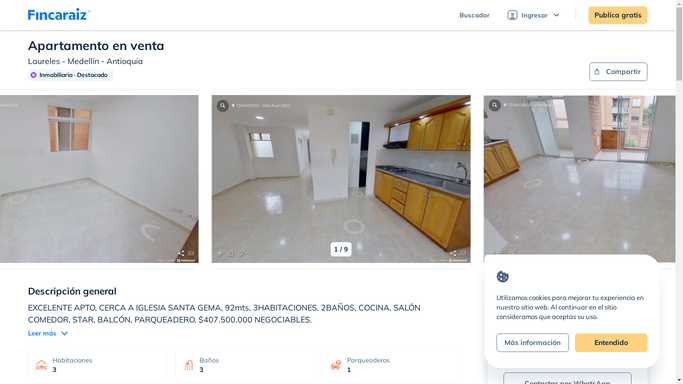 Fincaraiz
Buscador
Ingresar
Publica gratis
Apartamento en venta
Laureles - Medellín - Antioquia
Inmobiliaria · Destacado
Compartir
1 / 9
Descripción general
EXCELENTE APTO, CERCA A IGLESIA SANTA GEMA, 92mts, 3HABITACIONES, 2BAÑOS, COCINA, SALÓN
COMEDOR, STAR, BALCÓN, PARQUEADERO, $407.500.000 NEGOCIABLES.
Leer más
Habitaciones
3
Baños
3
Parqueaderos
1
Utilizamos cookies para mejorar tu experiencia en
nuestro sitio web. Al continuar en el sitio
consideramos que aceptas su uso.
Más información
Entendido
Contactar por WhatsApp